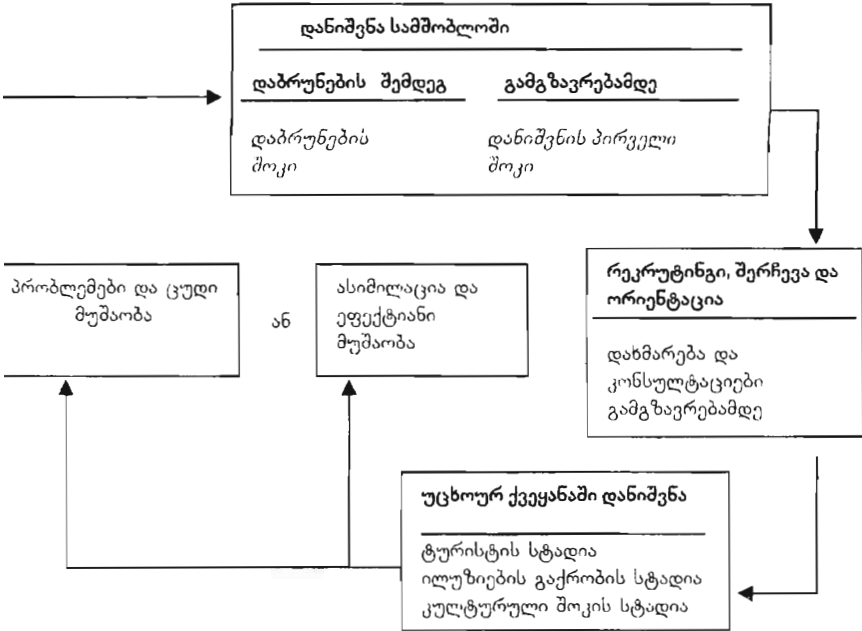 დანიშვნა სამშობლოში
დაბრუნების შემდეგ
გამგზავრებამდე
დაბრუნების
შოკი
დანიშვნის პირველი
შოკი
რეკრუტინგი, შერჩევა და
ორიენტაცია
დახმარება და
კონსულტაციები
გამგზავრებამდე
უცხოურ ქვეყანაში დანიშვნა
ტურისტის სტადია
ილუზიების გაქრობის სტადია
კულტურული შოკის სტადია
ასიმილაცია და
ეფექტიანი
მუშაობა
ან
პრობლემები და ცუდი
მუშაობა